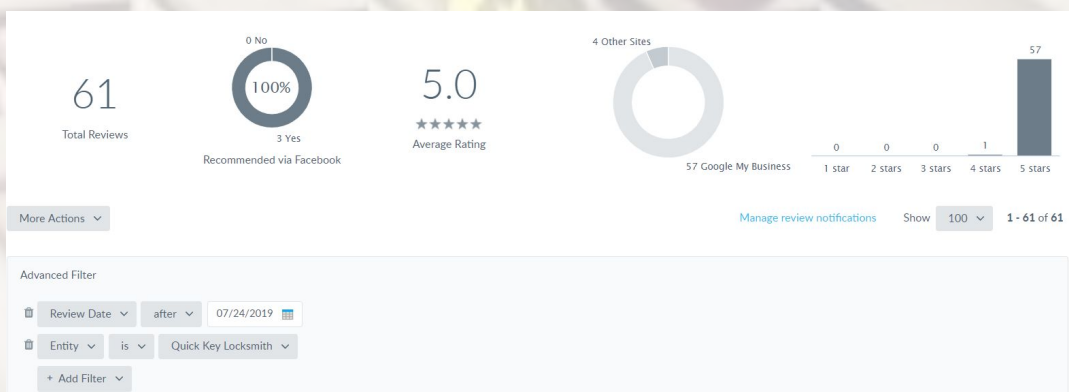 61
Total Reviews
0 No
100%
3 Yes
Recommended via Facebook
5.0
★★★★★
Average Rating
4 Other Sites
57 Google My Business
0 0 0 1 57
1 star 2 stars 3 stars 4 stars 5 stars
More Actions
Manage review notifications Show 100 1 - 61 of 61
Advanced Filter
Review Date after 07/24/2019
Entity is Quick Key Locksmith
+ Add Filter